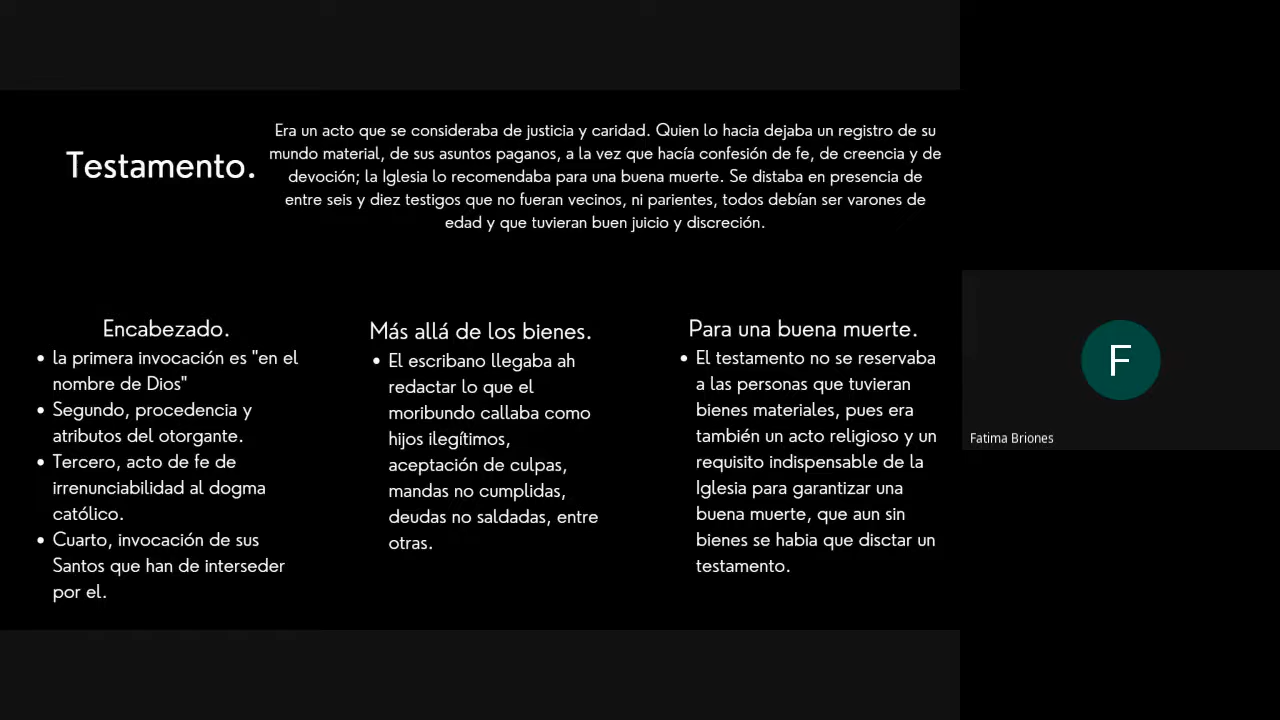 Testamento.
Era un acto que se consideraba de justicia y caridad. Quien lo hacia dejaba un registro de su
mundo material, de sus asuntos paganos, a la vez que hacía confesión de fe, de creencia y de
devoción; la Iglesia lo recomendaba para una buena muerte. Se distaba en presencia de
entre seis y diez testigos que no fueran vecinos, ni parientes, todos debían ser varones de
edad y que tuvieran buen juicio y discreción.
Encabezado.
• la primera invocación es "en el
nombre de Dios"
• Segundo, procedencia y
atributos del otorgante.
• Tercero, acto de fe de
irrenunciabilidad al dogma
católico.
• Cuarto, invocación de sus
Santos que han de interseder
por el.
Más allá de los bienes.
• El escribano llegaba ah
redactar lo que el
moribundo callaba como
hijos ilegítimos,
aceptación de culpas,
mandas no cumplidas,
deudas no saldadas, entre
otras.
Para una buena muerte.
• El testamento no se reservaba
a las personas que tuvieran
bienes materiales, pues era
también un acto religioso y un
requisito indispensable de la
Iglesia para garantizar una
buena muerte, que aun sin
bienes se habia que disctar un
testamento.
F
Fatima Briones